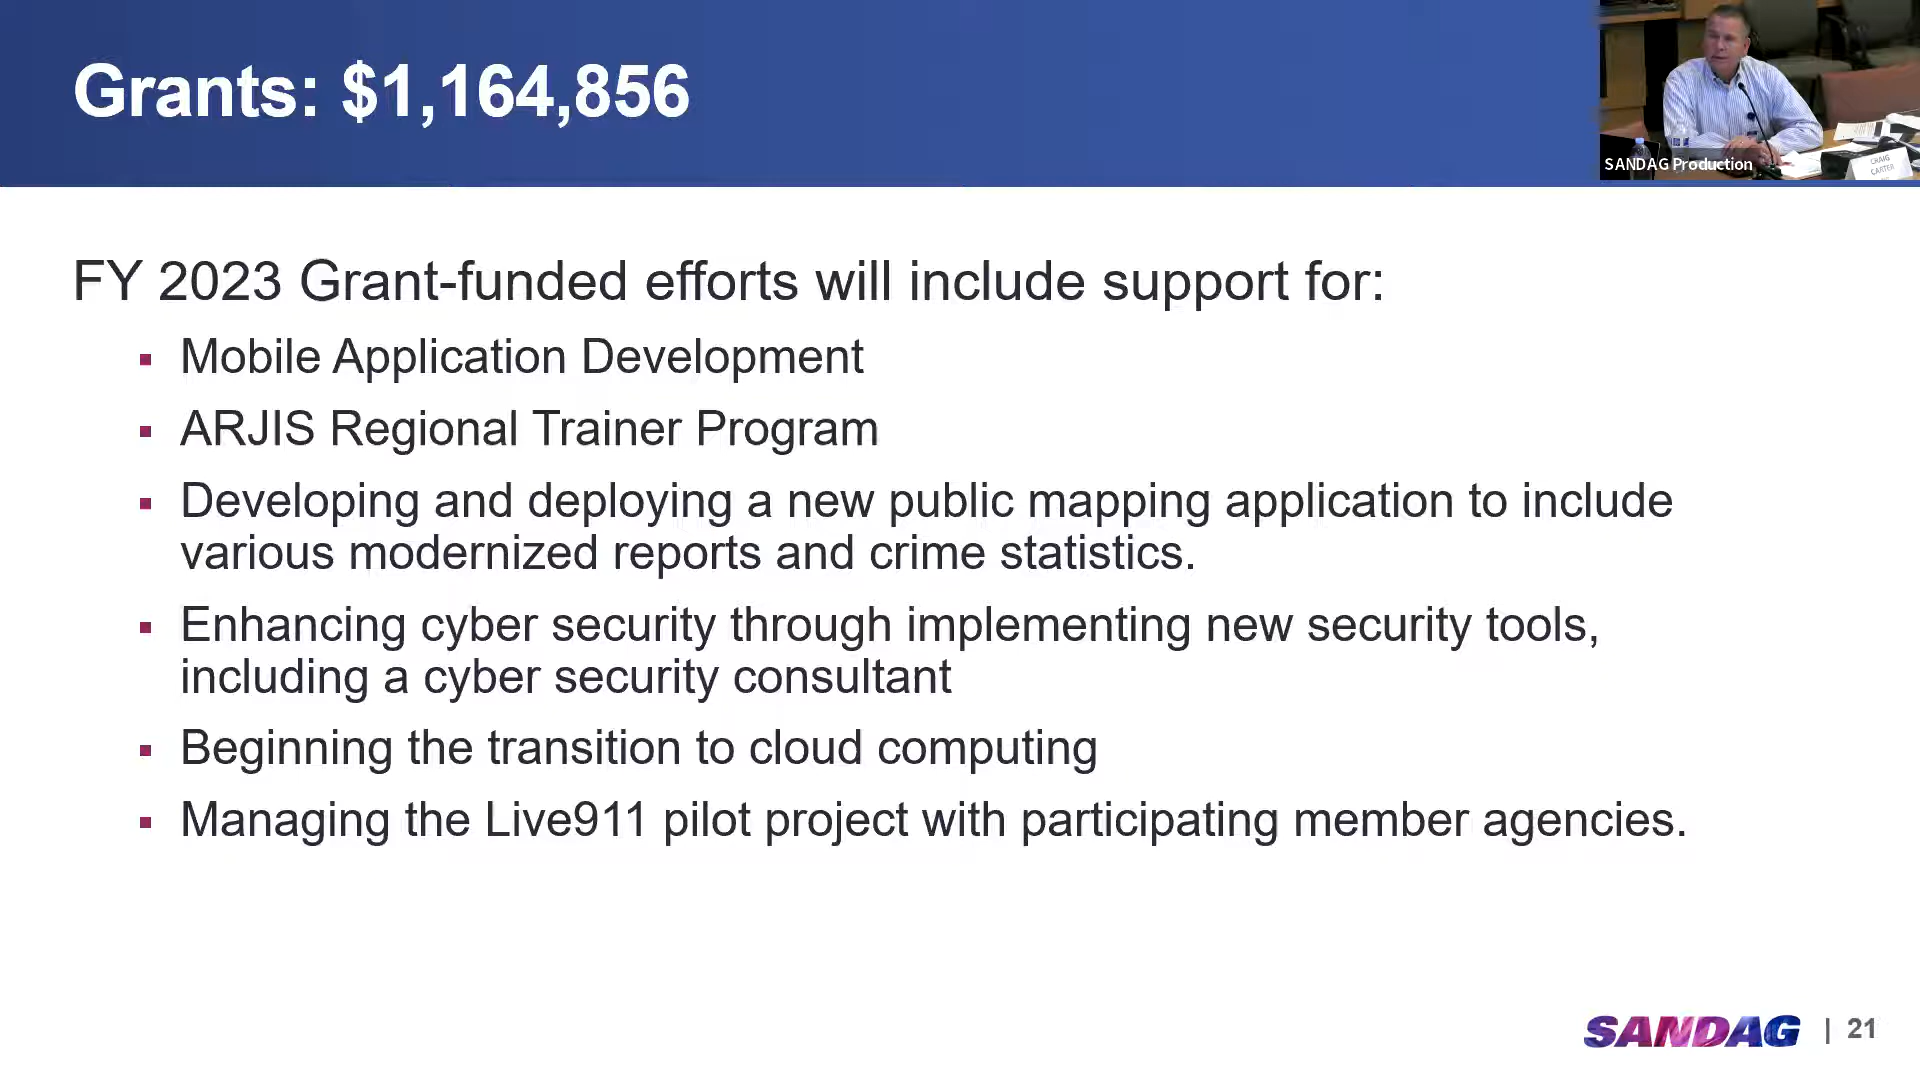 Grants: $1,164,856
SANDAG Production
CRAIG
CARTER
FY 2023 Grant-funded efforts will include support for:
▪ Mobile Application Development
▪ ARJIS Regional Trainer Program
▪ Developing and deploying a new public mapping application to include
various modernized reports and crime statistics.
▪ Enhancing cyber security through implementing new security tools,
including a cyber security consultant
▪ Beginning the transition to cloud computing
▪ Managing the Live911 pilot project with participating member agencies.
SANDAG | 21